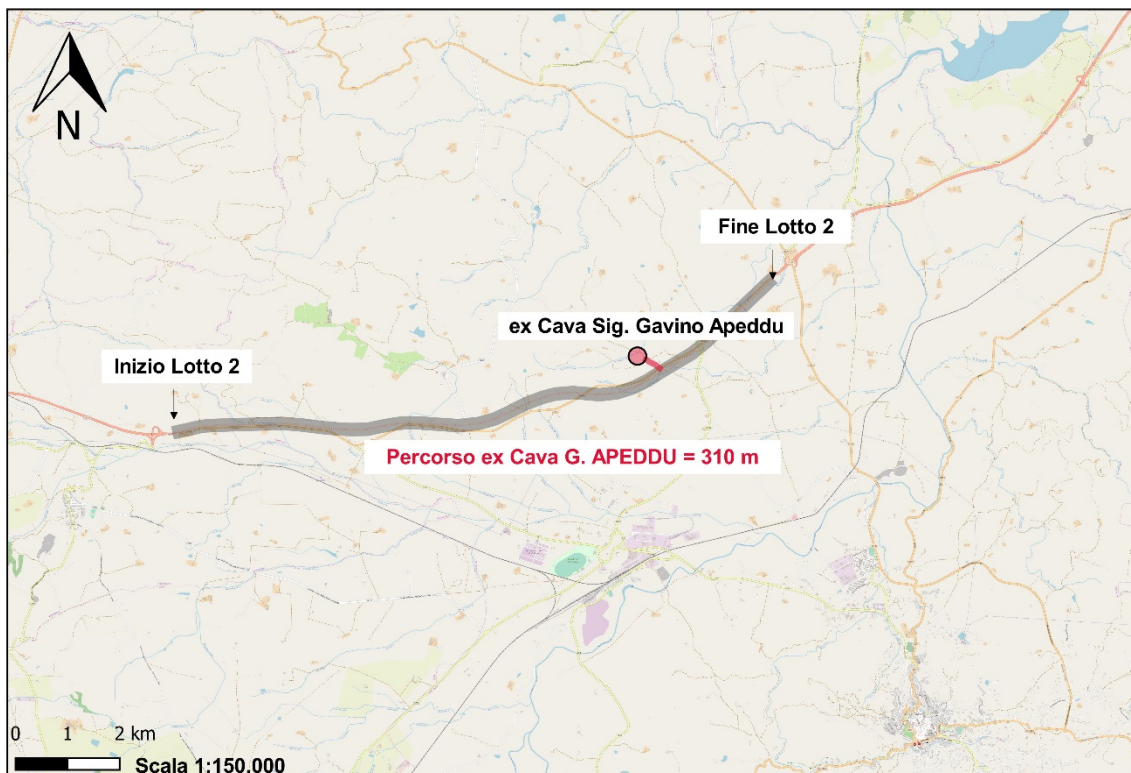 N
Fine Lotto 2
ex Cava Sig. Gavino Apeddu
Inizio Lotto 2
Percorso ex Cava G. APEDDU = 310 m
0 1 2 km
Scala 1:150.000